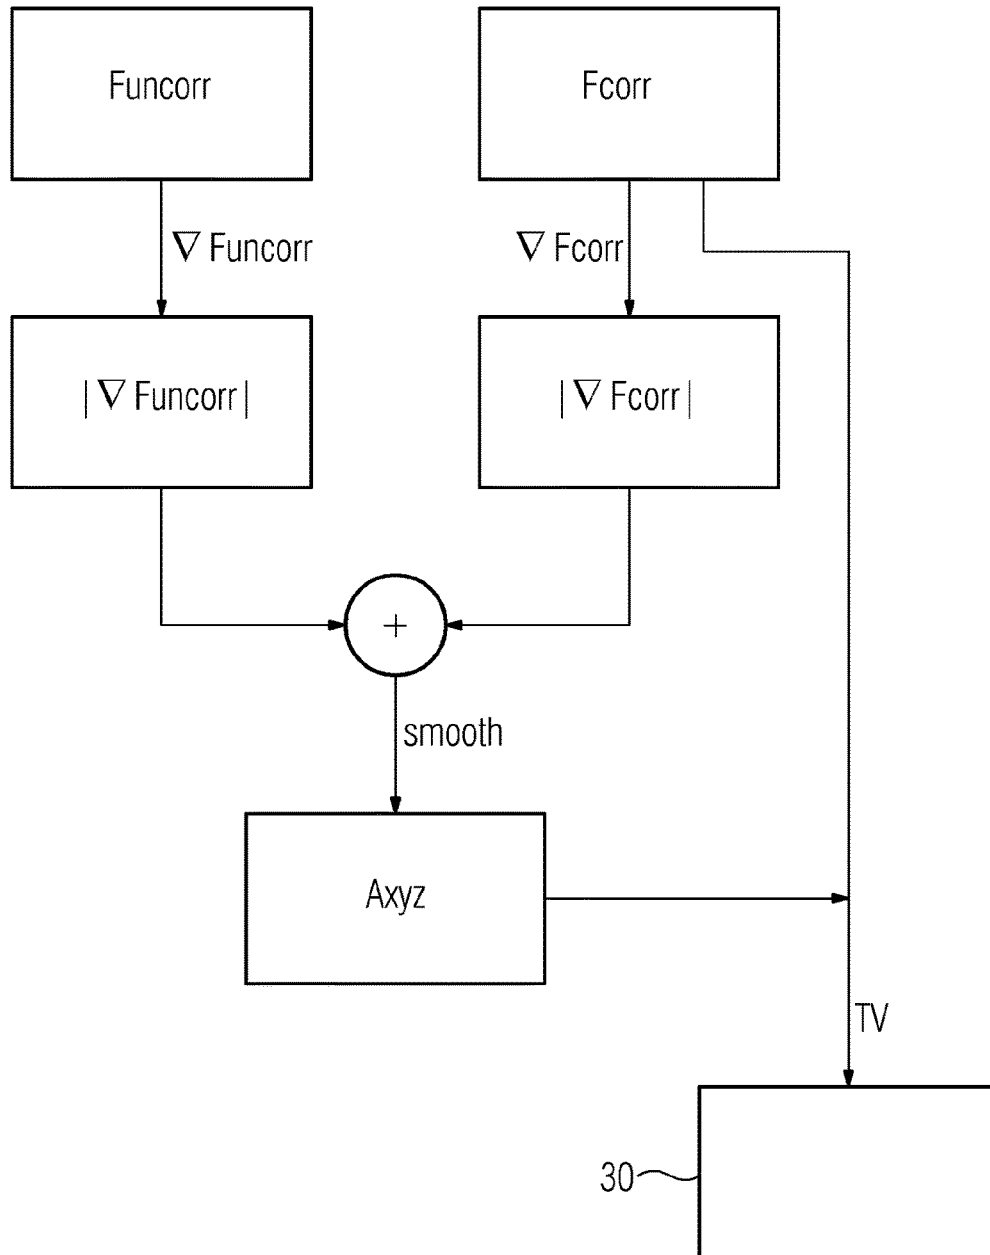 Funcorr
Fcorr
∇ Funcorr
∇ Fcorr
|∇ Funcorr|
|∇ Fcorr|
+
smooth
Axyz
TV
30